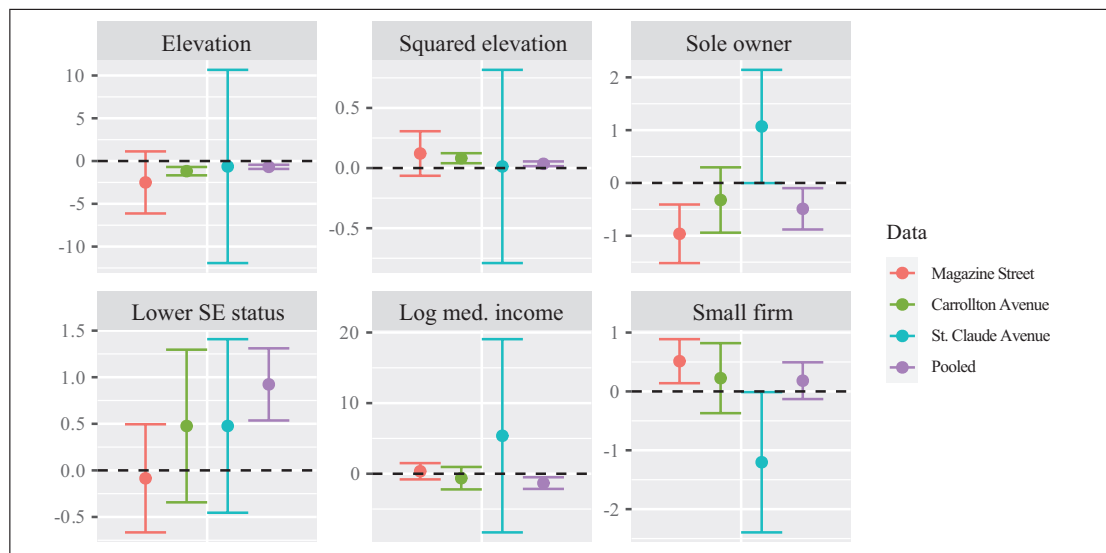 Elevation
10
5
0
-5
-10
Squared elevation
0.5
0.0
-0.5
Sole owner
2
1
0
-1
Lower SE status
1.5
1.0
0.5
0.0
-0.5
Log med. income
20
10
0
Small firm
1
0
-1
-2
Data
Magazine Street
Carrollton Avenue
St. Claude Avenue
Pooled